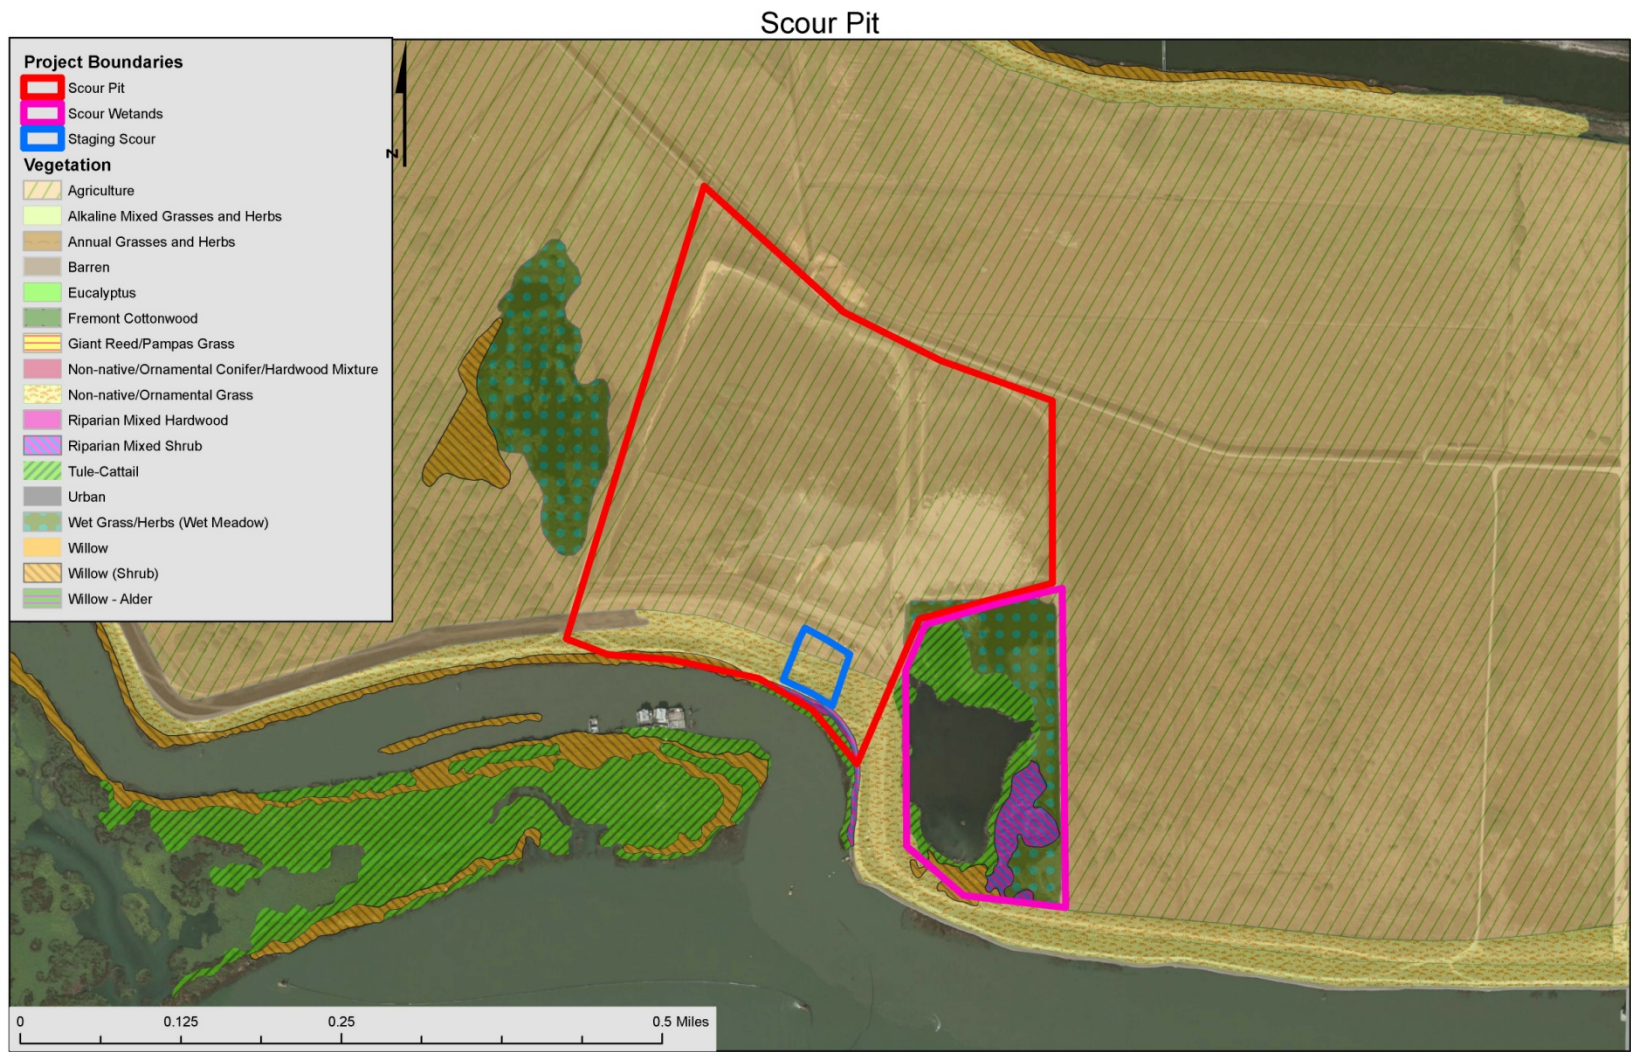 Scour Pit
Project Boundaries
Scour Pit
Scour Wetands
Staging Scour
Vegetation
Agriculture
Alkaline Mixed Grasses and Herbs
Annual Grasses and Herbs
Barren
Eucalyptus
Fremont Cottonwood
Giant Reed/Pampas Grass
Non-native/Ornamental Conifer/Hardwood Mixture
Non-native/Ornamental Grass
Riparian Mixed Hardwood
Riparian Mixed Shrub
Tule-Cattail
Urban
Wet Grass/Herbs (Wet Meadow)
Willow
Willow (Shrub)
Willow - Alder
N
0 0.125 0.25 0.5 Miles